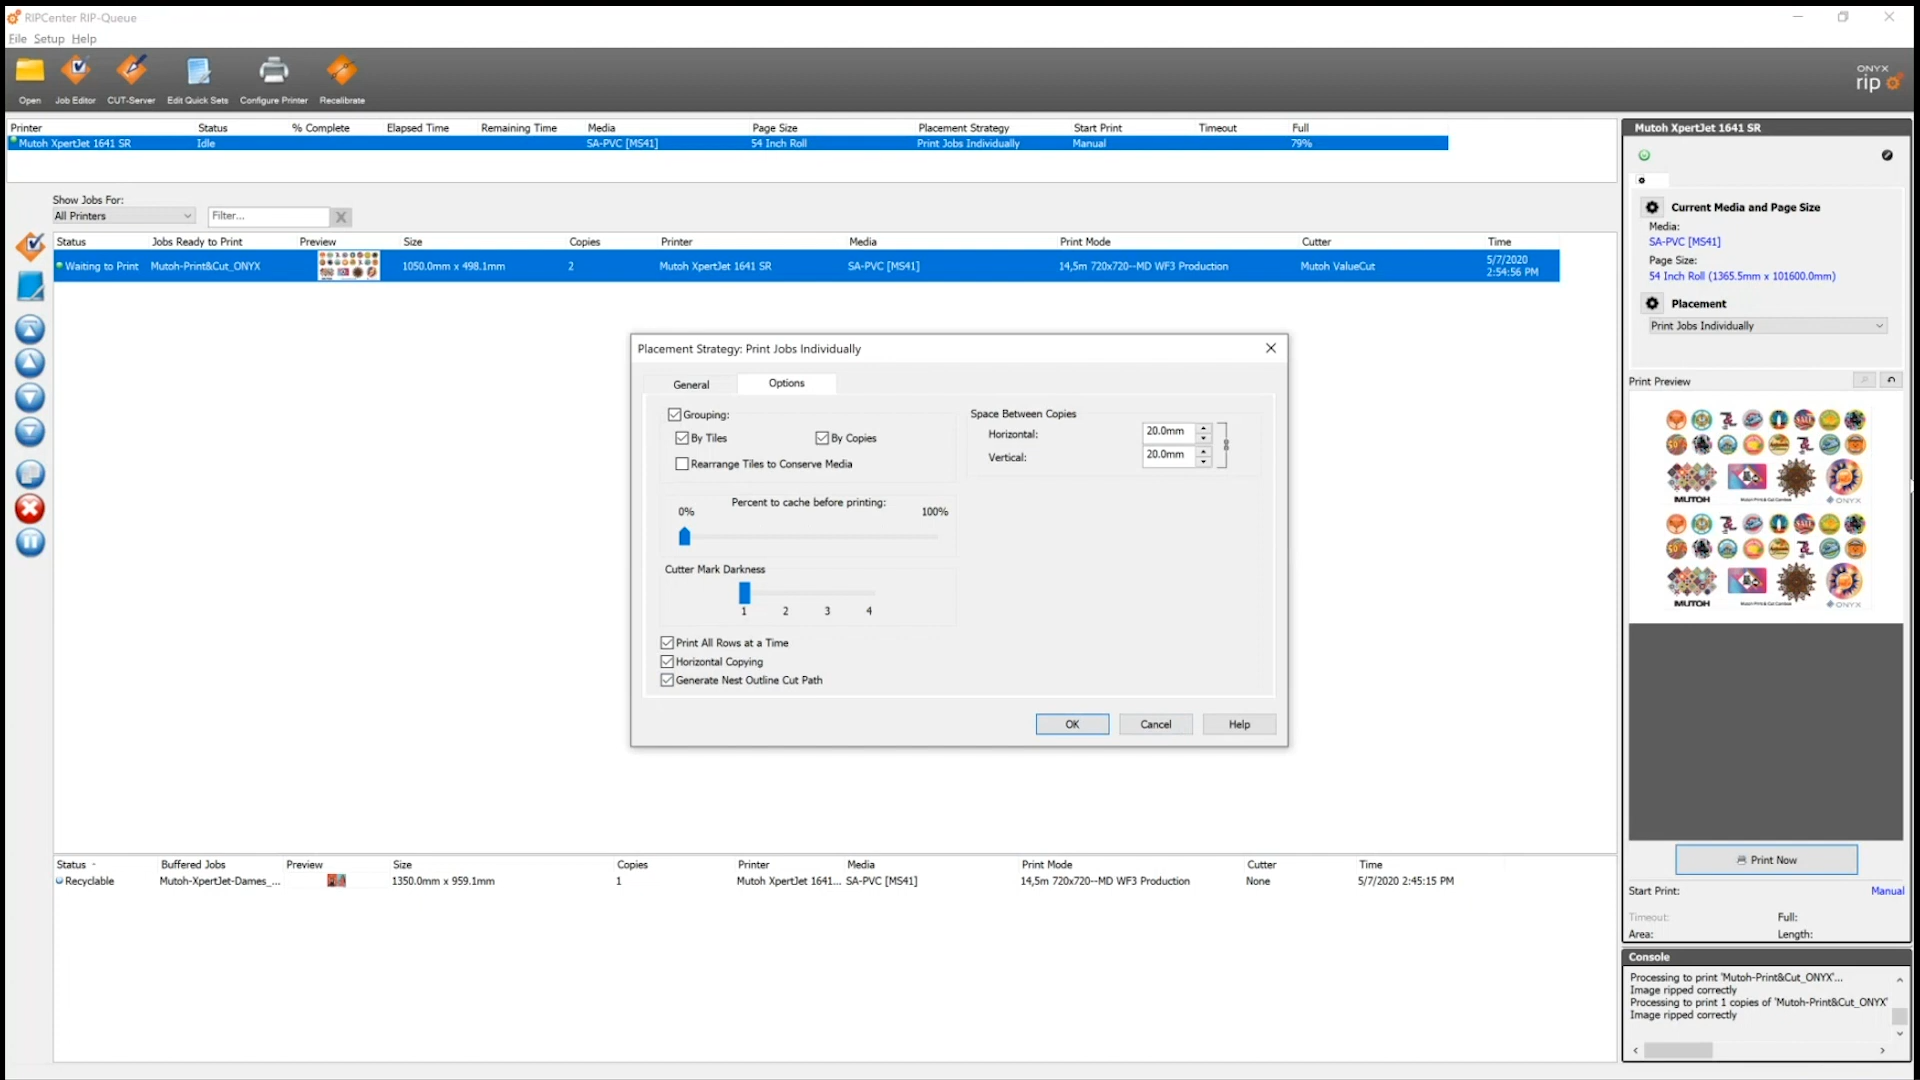 RIPCenter RIP-Queue
File Setup Help
Open Job Editor CUT-Server Edit Quick Sets Configure Printer Recalibrate
ONYX
rip
Printer Status % Complete Elapsed Time Remaining Time Media Page Size Placement Strategy Start Print Timeout Full
Mutoh XpertJet 1641 SR Idle SA-PVC [MS41] 54 Inch Roll Print Jobs Individually Manual 79%
Show Jobs For:
All Printers Filter...
Status Jobs Ready to Print Preview Size Copies Printer Media Print Mode Cutter Time
Waiting to Print Mutoh-Print&Cut_ONYX 1050.0mm x 498.1mm 2 Mutoh XpertJet 1641 SR SA-PVC [MS41] 14,5m 720x720--MD WF3 Production Mutoh ValueCut 5/7/2020
2:54:56 PM
Placement Strategy: Print Jobs Individually
General Options
Grouping:
By Tiles By Copies
Rearrange Tiles to Conserve Media
Space Between Copies
Horizontal: 20.0mm
Vertical: 20.0mm
Percent to cache before printing:
0% 100%
Cutter Mark Darkness
1 2 3 4
Print All Rows at a Time
Horizontal Copying
Generate Nest Outline Cut Path
OK Cancel Help
Status Buffered Jobs Preview Size Copies Printer Media Print Mode Cutter Time
Recyclable Mutoh-XpertJet-Dames_... 1350.0mm x 959.1mm 1 Mutoh XpertJet 1641... SA-PVC [MS41] 14,5m 720x720--MD WF3 Production None 5/7/2020 2:45:15 PM
Mutoh XpertJet 1641 SR
Current Media and Page Size
Media:
SA-PVC [MS41]
Page Size:
54 Inch Roll (1365.5mm x 101600.0mm)
Placement
Print Jobs Individually
Print Preview
MUTOH Mutoh Print & Cut Combos ONYX
MUTOH Mutoh Print & Cut Combos ONYX
Print Now
Start Print: Manual
Timeout: Full:
Area: Length:
Console
Processing to print 'Mutoh-Print&Cut_ONYX'...
Image ripped correctly
Processing to print 1 copies of 'Mutoh-Print&Cut_ONYX'
Image ripped correctly